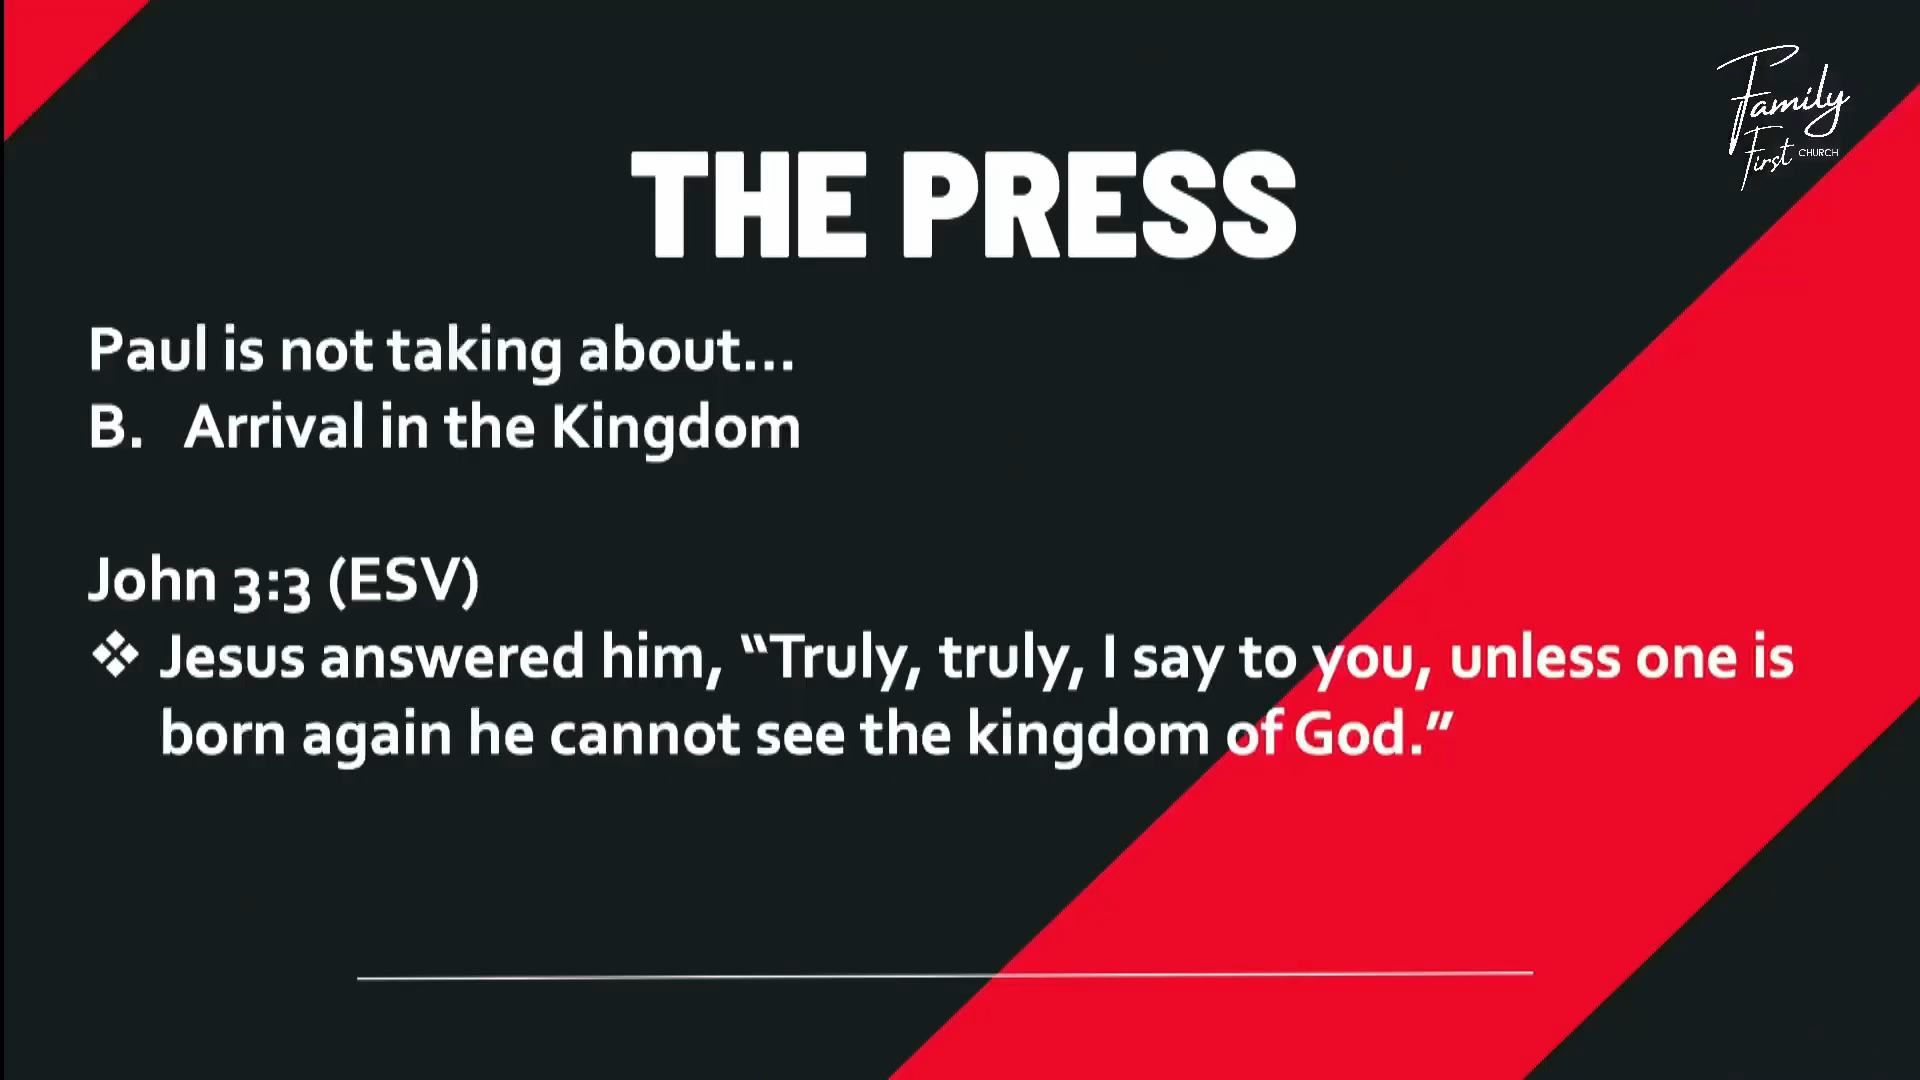 Family
First CHURCH
THE PRESS
Paul is not taking about...
B. Arrival in the Kingdom
John 3:3 (ESV)
❖ Jesus answered him, “Truly, truly, I say to you, unless one is
born again he cannot see the kingdom of God.”